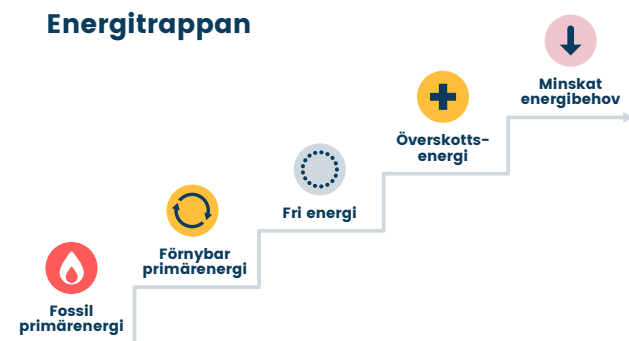 Energitrappan
Minskat
energibehov
Överskotts-
energi
Fri energi
Förnybar
primärenergi
Fossil
primärenergi